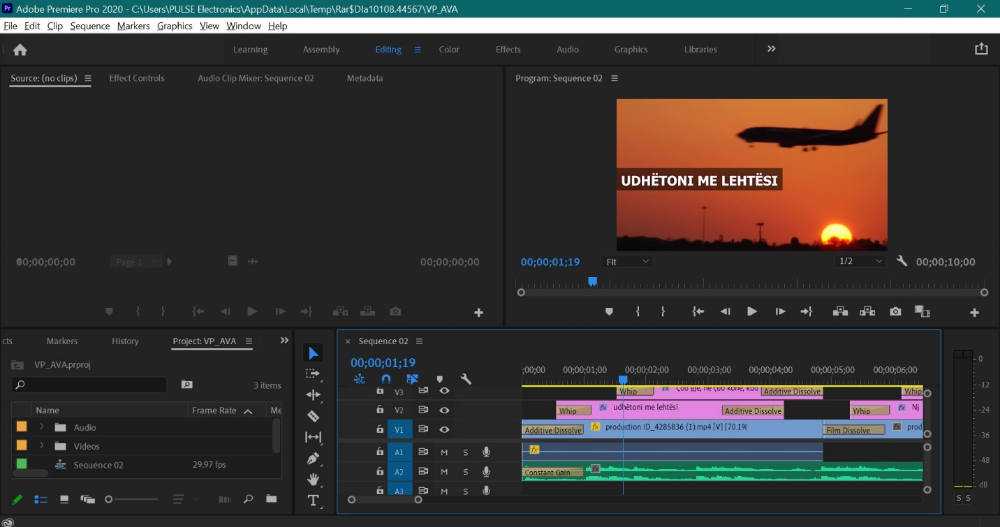 Pr Adobe Premiere Pro 2020 - C:\Users\PULSE Electronics\AppData\Local\Temp\Rar$DIa10108.44567\VP_AVA
File Edit Clip Sequence Markers Graphics View Window Help
Learning Assembly Editing Color Effects Audio Graphics Libraries
Source: (no clips) Effect Controls Audio Clip Mixer: Sequence 02 Metadata
Program: Sequence 02
UDHËTONI ME LEHTËSI
00;00;00;00 Page 1 00;00;00;00
00;00;01;19 Fit 1/2 00;00;10;00
cts Markers History Project: VP_AVA
VP_AVA.prproj
3 items
Name Frame Rate Me
Audio
Videos
Sequence 02 29.97 fps
× Sequence 02
00;00;01;19
;00;00 00;00;01;00 00;00;02;00 00;00;03;00 00;00;04;00 00;00;05;00 00;00;06;00
V3 Whip fx Çdo gjë, në çdo kohë, kud Additive Dissolve Whip
V2 Whip fx udhëtoni me lehtësi Additive Dissolve Whip fx Nj
V1 Additive Dissolve fx production ID_4285836 (1).mp4 [V] [70.1% Film Dissolve fx prod
A1 M S fx
A2 M S Constant Gain fx
A3 M S
T
0
-12
-24
-36
-48
dB
S S